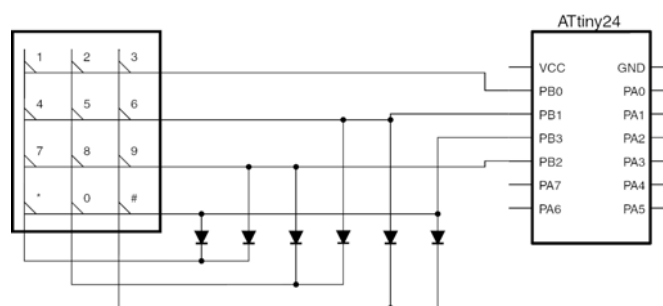 ATtiny24
1 2 3
4 5 6
7 8 9
* 0 #
VCC GND
PB0 PA0
PB1 PA1
PB3 PA2
PB2 PA3
PA7 PA4
PA6 PA5